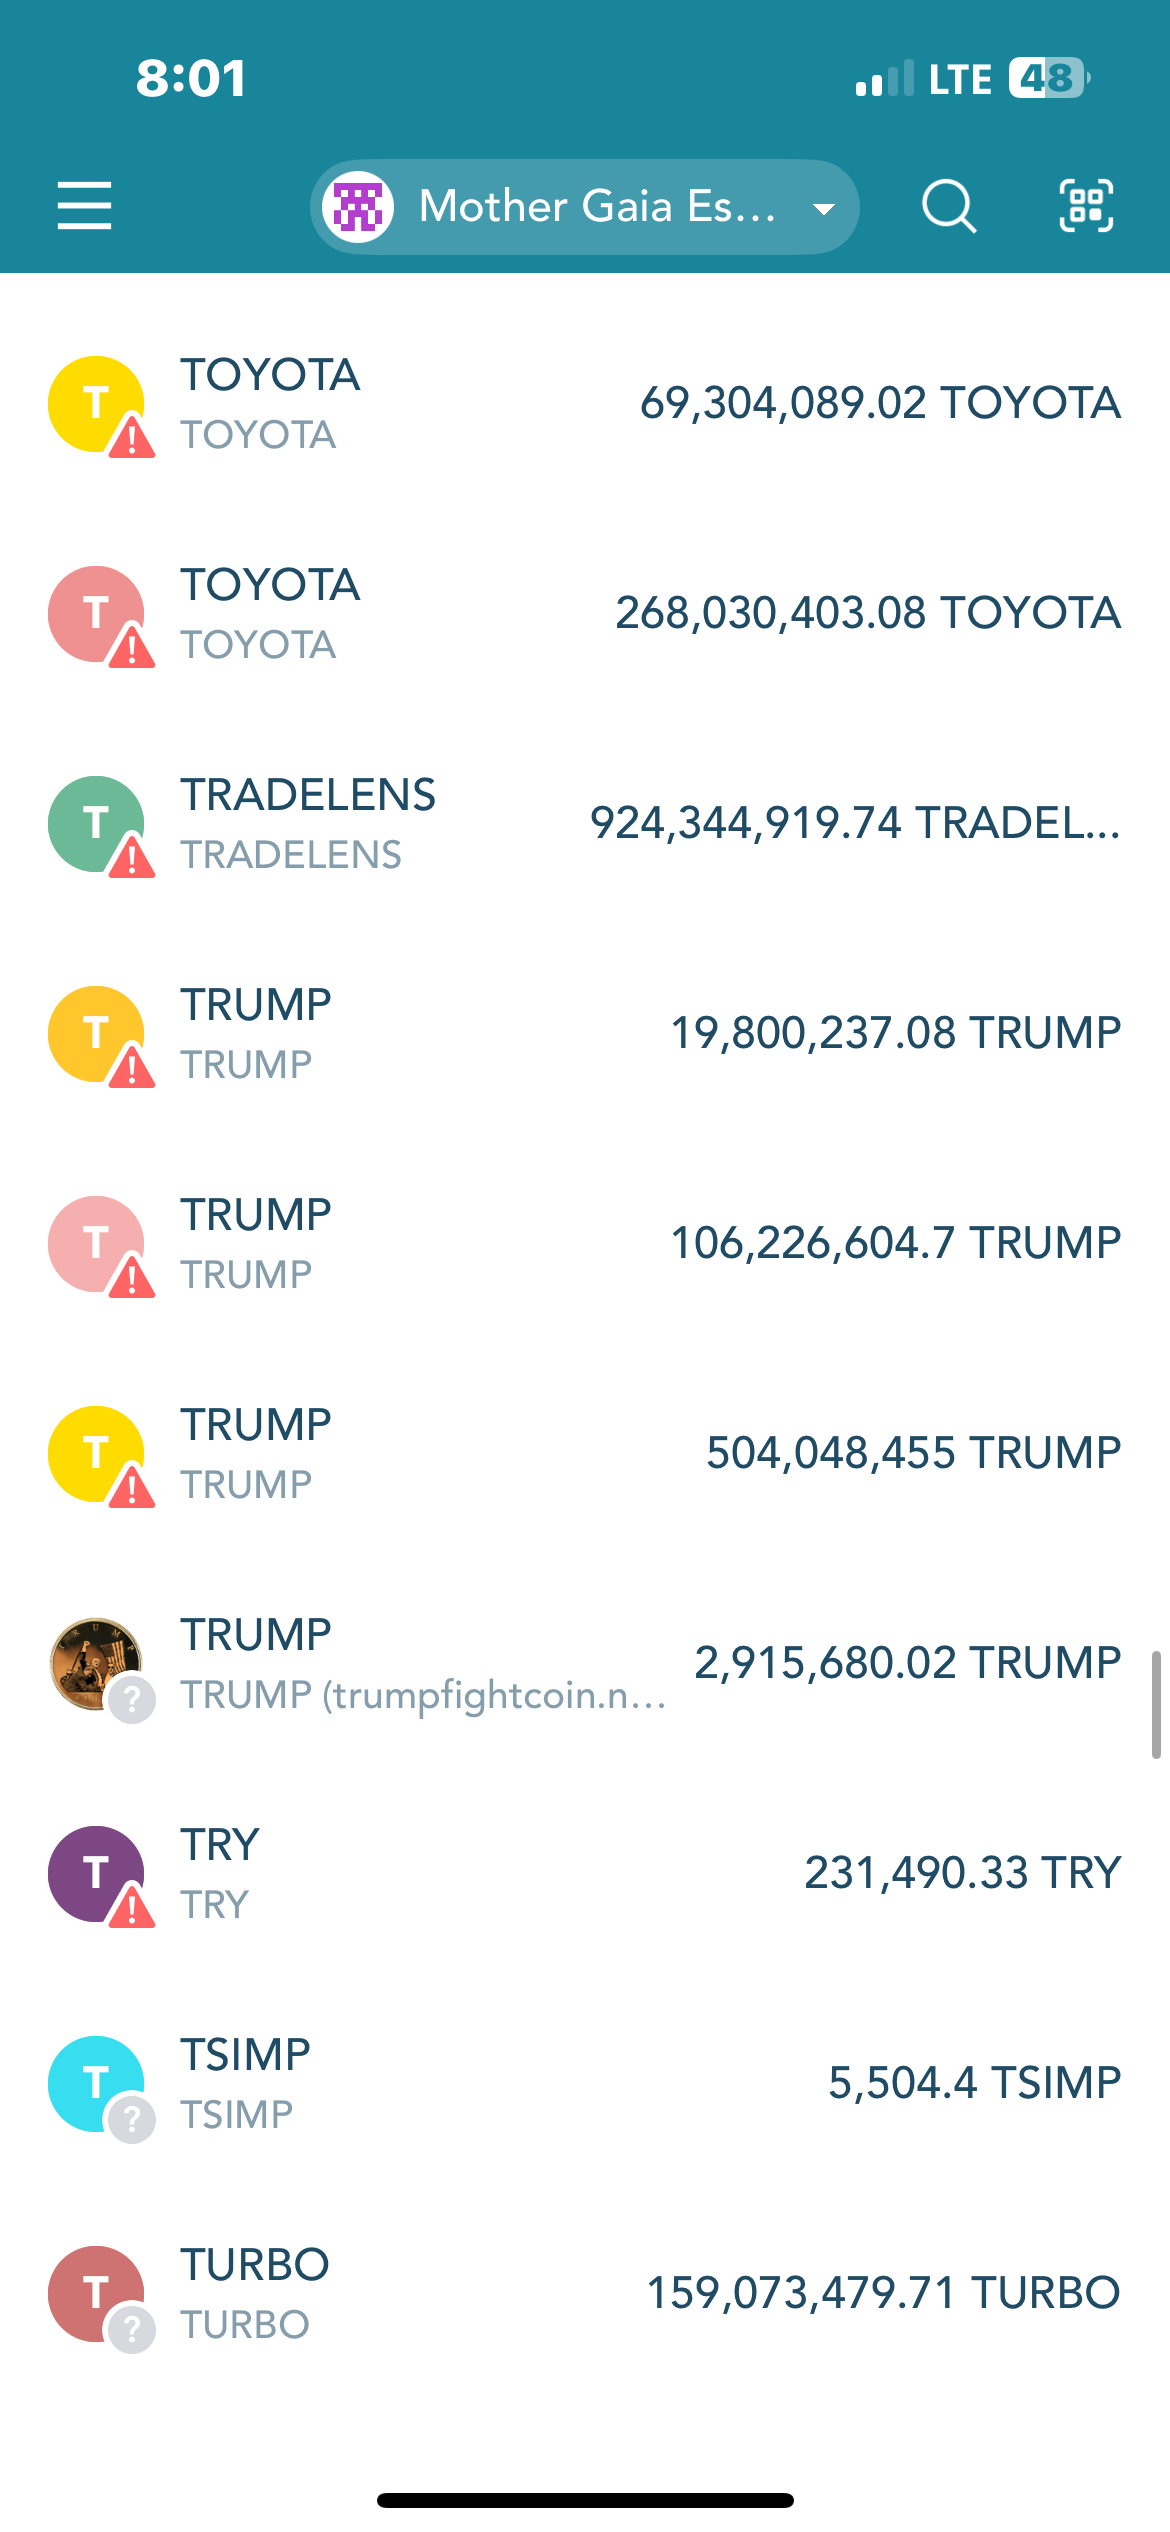 8:01 LTE 48
Mother Gaia Es...
T TOYOTA
TOYOTA
69,304,089.02 TOYOTA
T TOYOTA
TOYOTA
268,030,403.08 TOYOTA
T TRADELENS
TRADELENS
924,344,919.74 TRADEL...
T TRUMP
TRUMP
19,800,237.08 TRUMP
T TRUMP
TRUMP
106,226,604.7 TRUMP
T TRUMP
TRUMP
504,048,455 TRUMP
TRUMP
TRUMP
TRUMP (trumpfightcoin.n...
2,915,680.02 TRUMP
T TRY
TRY
231,490.33 TRY
T TSIMP
TSIMP
5,504.4 TSIMP
T TURBO
TURBO
159,073,479.71 TURBO